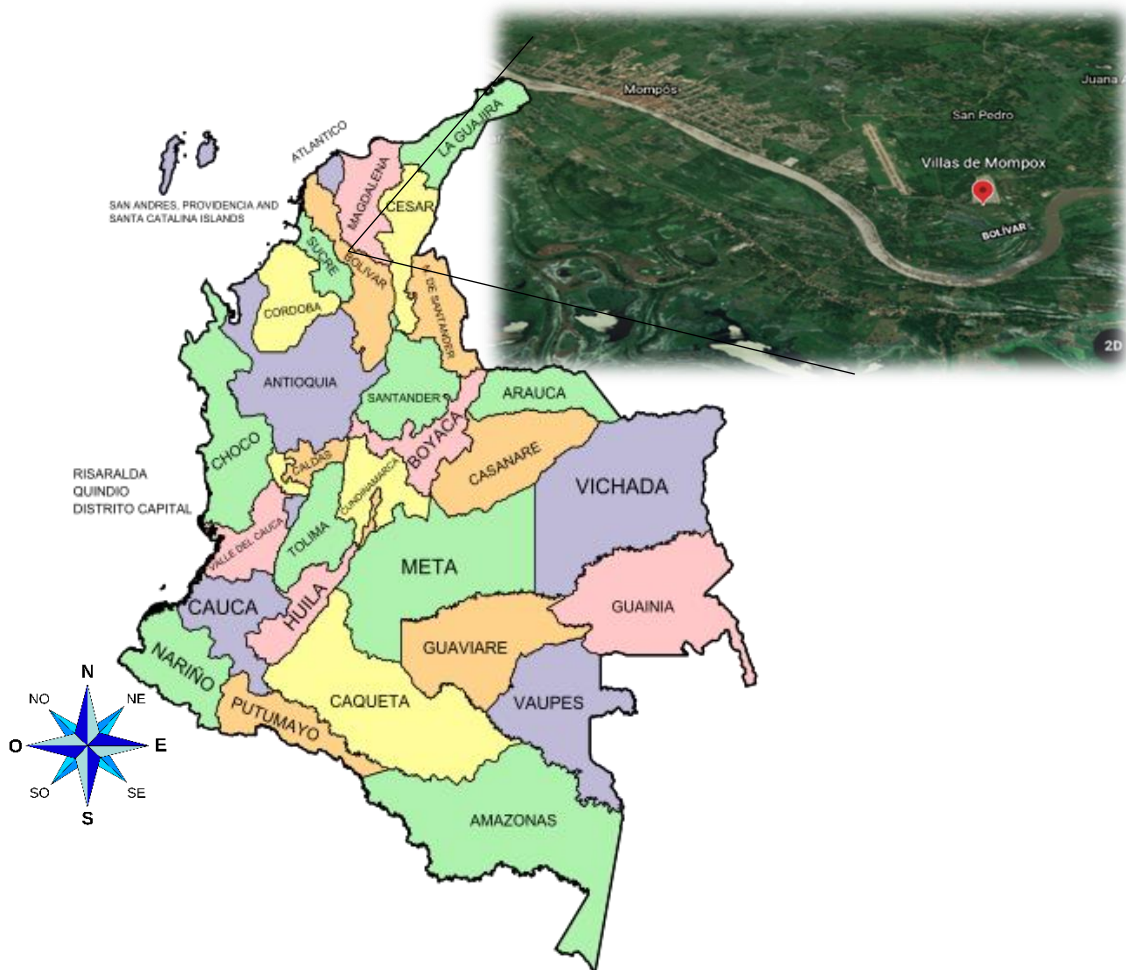 Mompós
Juana A
San Pedro
Villas de Mompox
BOLÍVAR
2D
ATLANTICO
LA GUAJIRA
MAGDALENA
CESAR
SAN ANDRES, PROVIDENCIA AND
SANTA CATALINA ISLANDS
SUCRE
BOLIVAR
N. DE SANTANDER
CORDOBA
ANTIOQUIA
SANTANDER
ARAUCA
CHOCO
BOYACA
CALDAS
CASANARE
CUNDINAMARCA
VICHADA
RISARALDA
QUINDIO
DISTRITO CAPITAL
VALLE DEL CAUCA
TOLIMA
META
CAUCA
HUILA
GUAINIA
GUAVIARE
NARIÑO
CAQUETA
VAUPES
PUTUMAYO
AMAZONAS
N
NO
NE
O
E
SO
SE
S